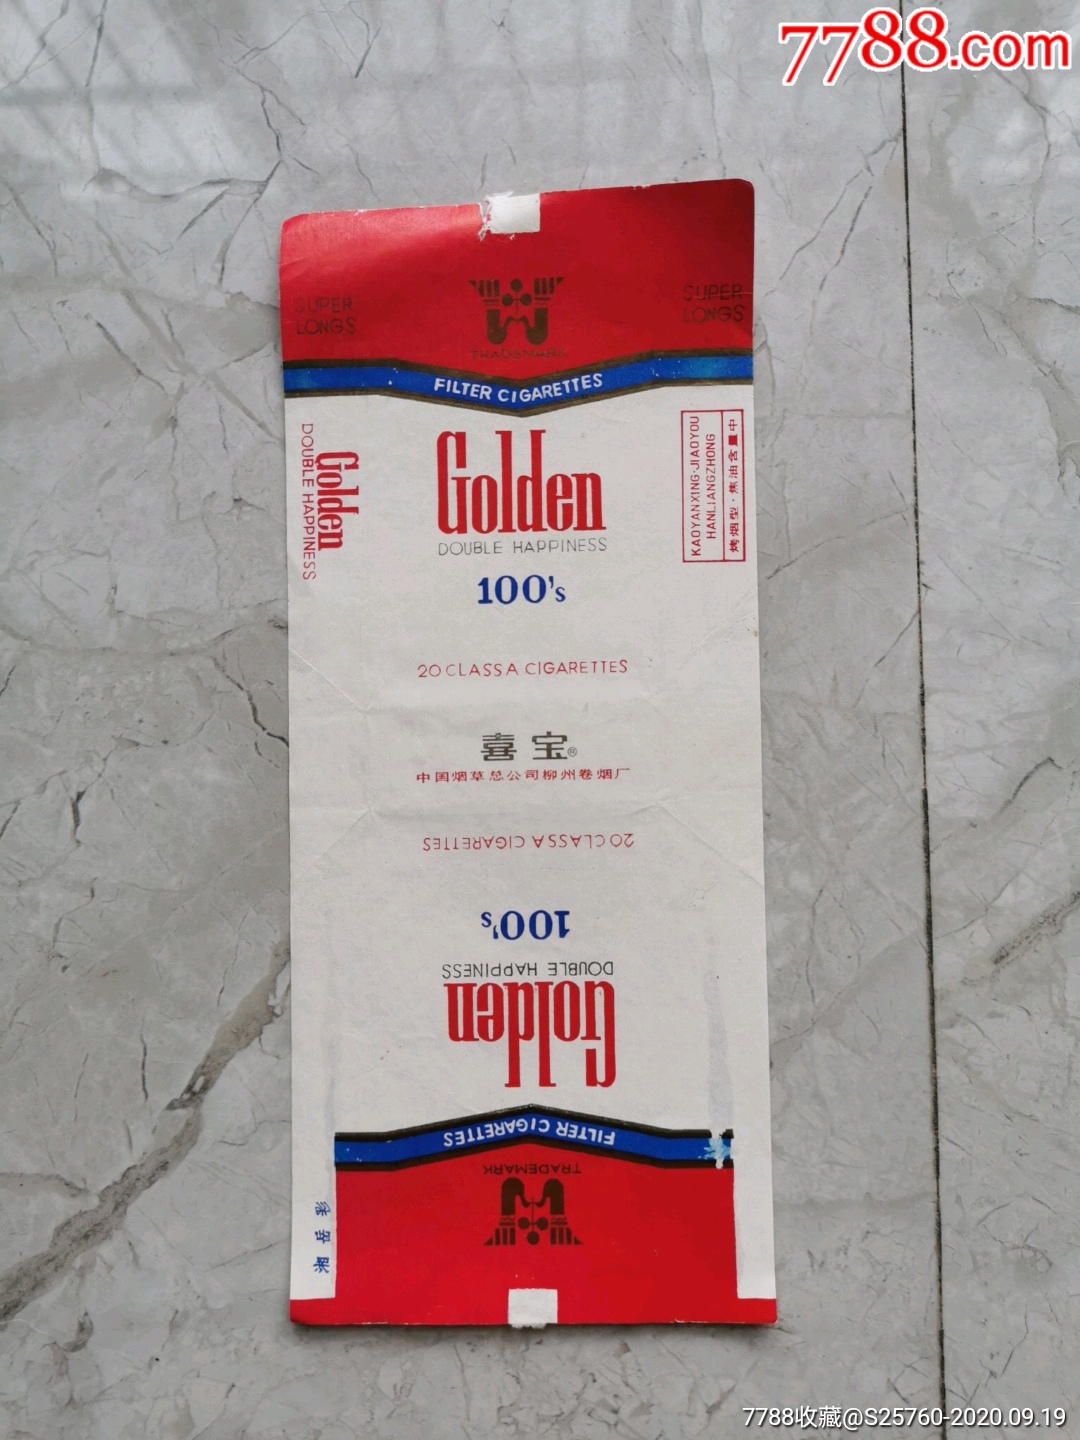 7788.com
SUPER
LONGS
TRADEMARK
SUPER
LONGS
FILTER CIGARETTES
Golden
DOUBLE HAPPINESS
Golden
DOUBLE HAPPINESS
100's
KAOYANXING·JIAOYOU
HANLIANGZHONG
烤烟型·焦油含量中
20 CLASS A CIGARETTES
喜宝®
中国烟草总公司柳州卷烟厂
20 CLASS A CIGARETTES
100's
DOUBLE HAPPINESS
Golden
FILTER CIGARETTES
TRADEMARK
湘岳彩
7788收藏@S25760-2020.09.19